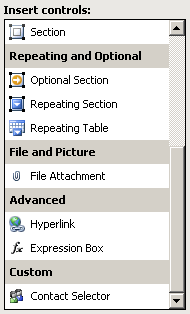 Insert controls:
Section
Repeating and Optional
Optional Section
Repeating Section
Repeating Table
File and Picture
File Attachment
Advanced
Hyperlink
Expression Box
Custom
Contact Selector